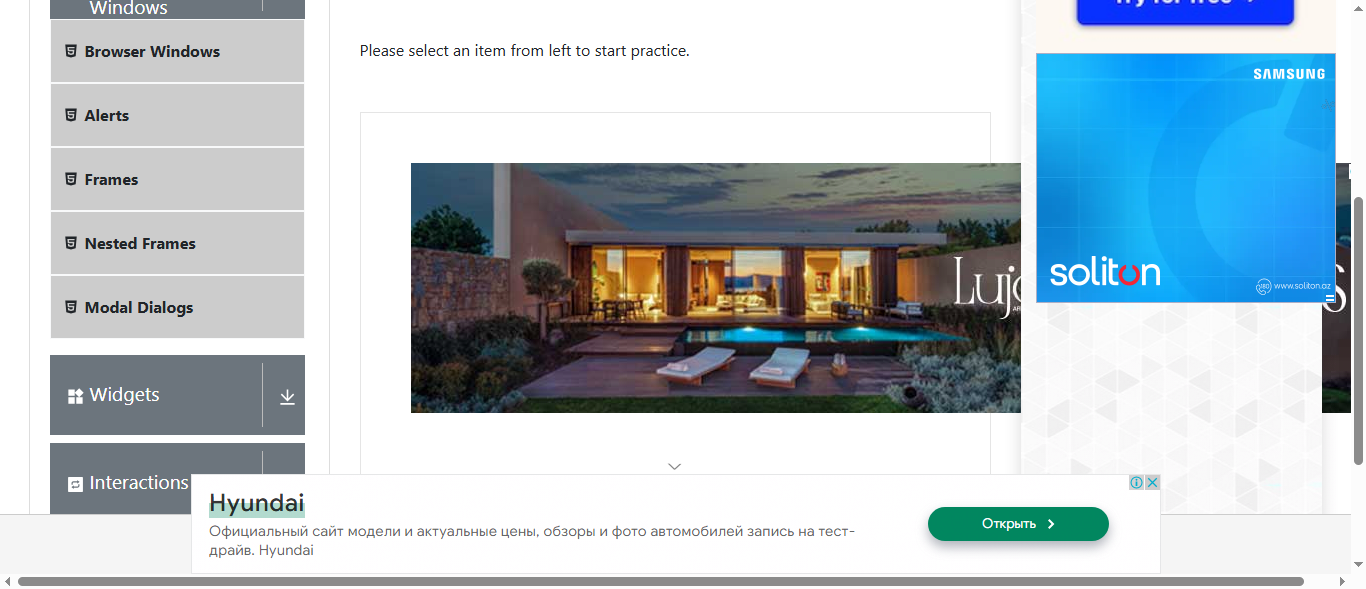 Windows
Browser Windows
Alerts
Frames
Nested Frames
Modal Dialogs
Widgets
Interactions
Please select an item from left to start practice.
SAMSUNG
soliton
www.soliton.az
Hyundai
Официальный сайт модели и актуальные цены, обзоры и фото автомобилей запись на тест-
драйв. Hyundai
Открыть